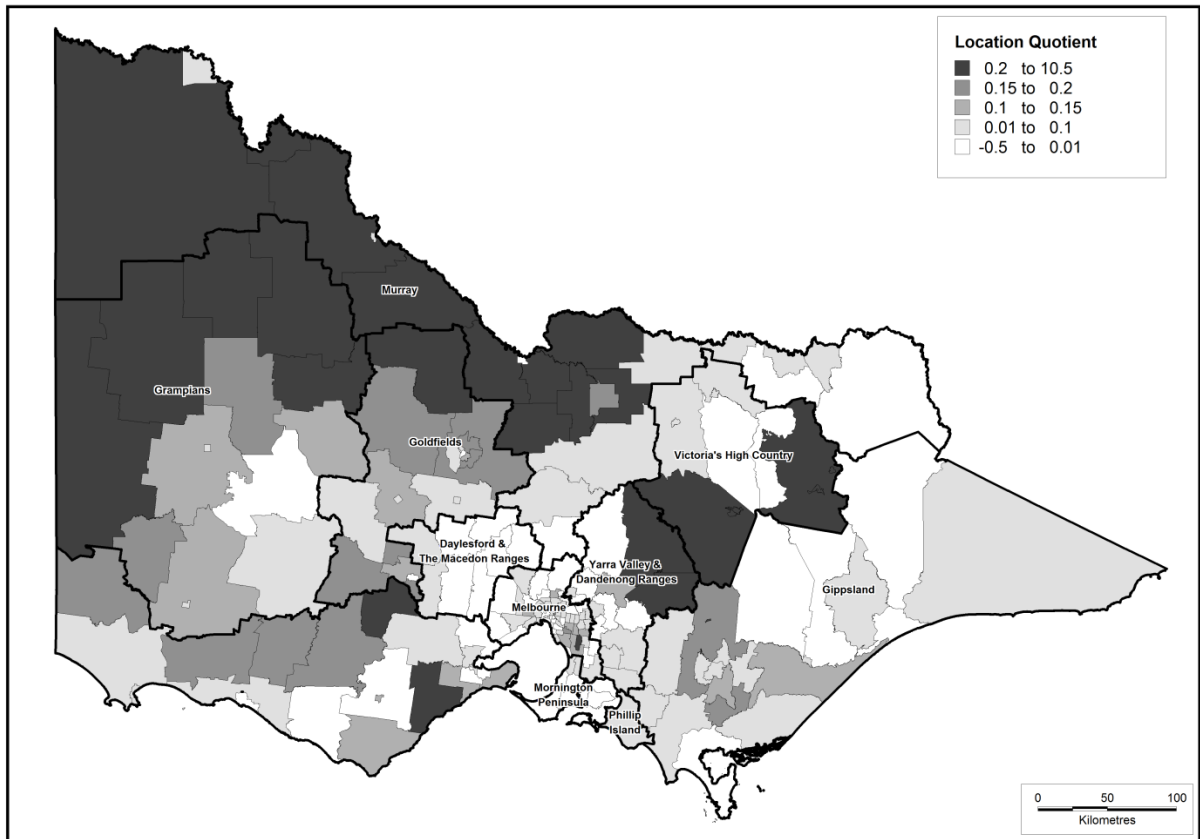 Location Quotient
0.2 to 10.5
0.15 to 0.2
0.1 to 0.15
0.01 to 0.1
-0.5 to 0.01
Murray
Grampians
Goldfields
Victoria's High Country
Daylesford &
The Macedon Ranges
Yarra Valley &
Dandenong Ranges
Gippsland
Melbourne
Mornington
Peninsula
Phillip
Island
0 50 100
Kilometres